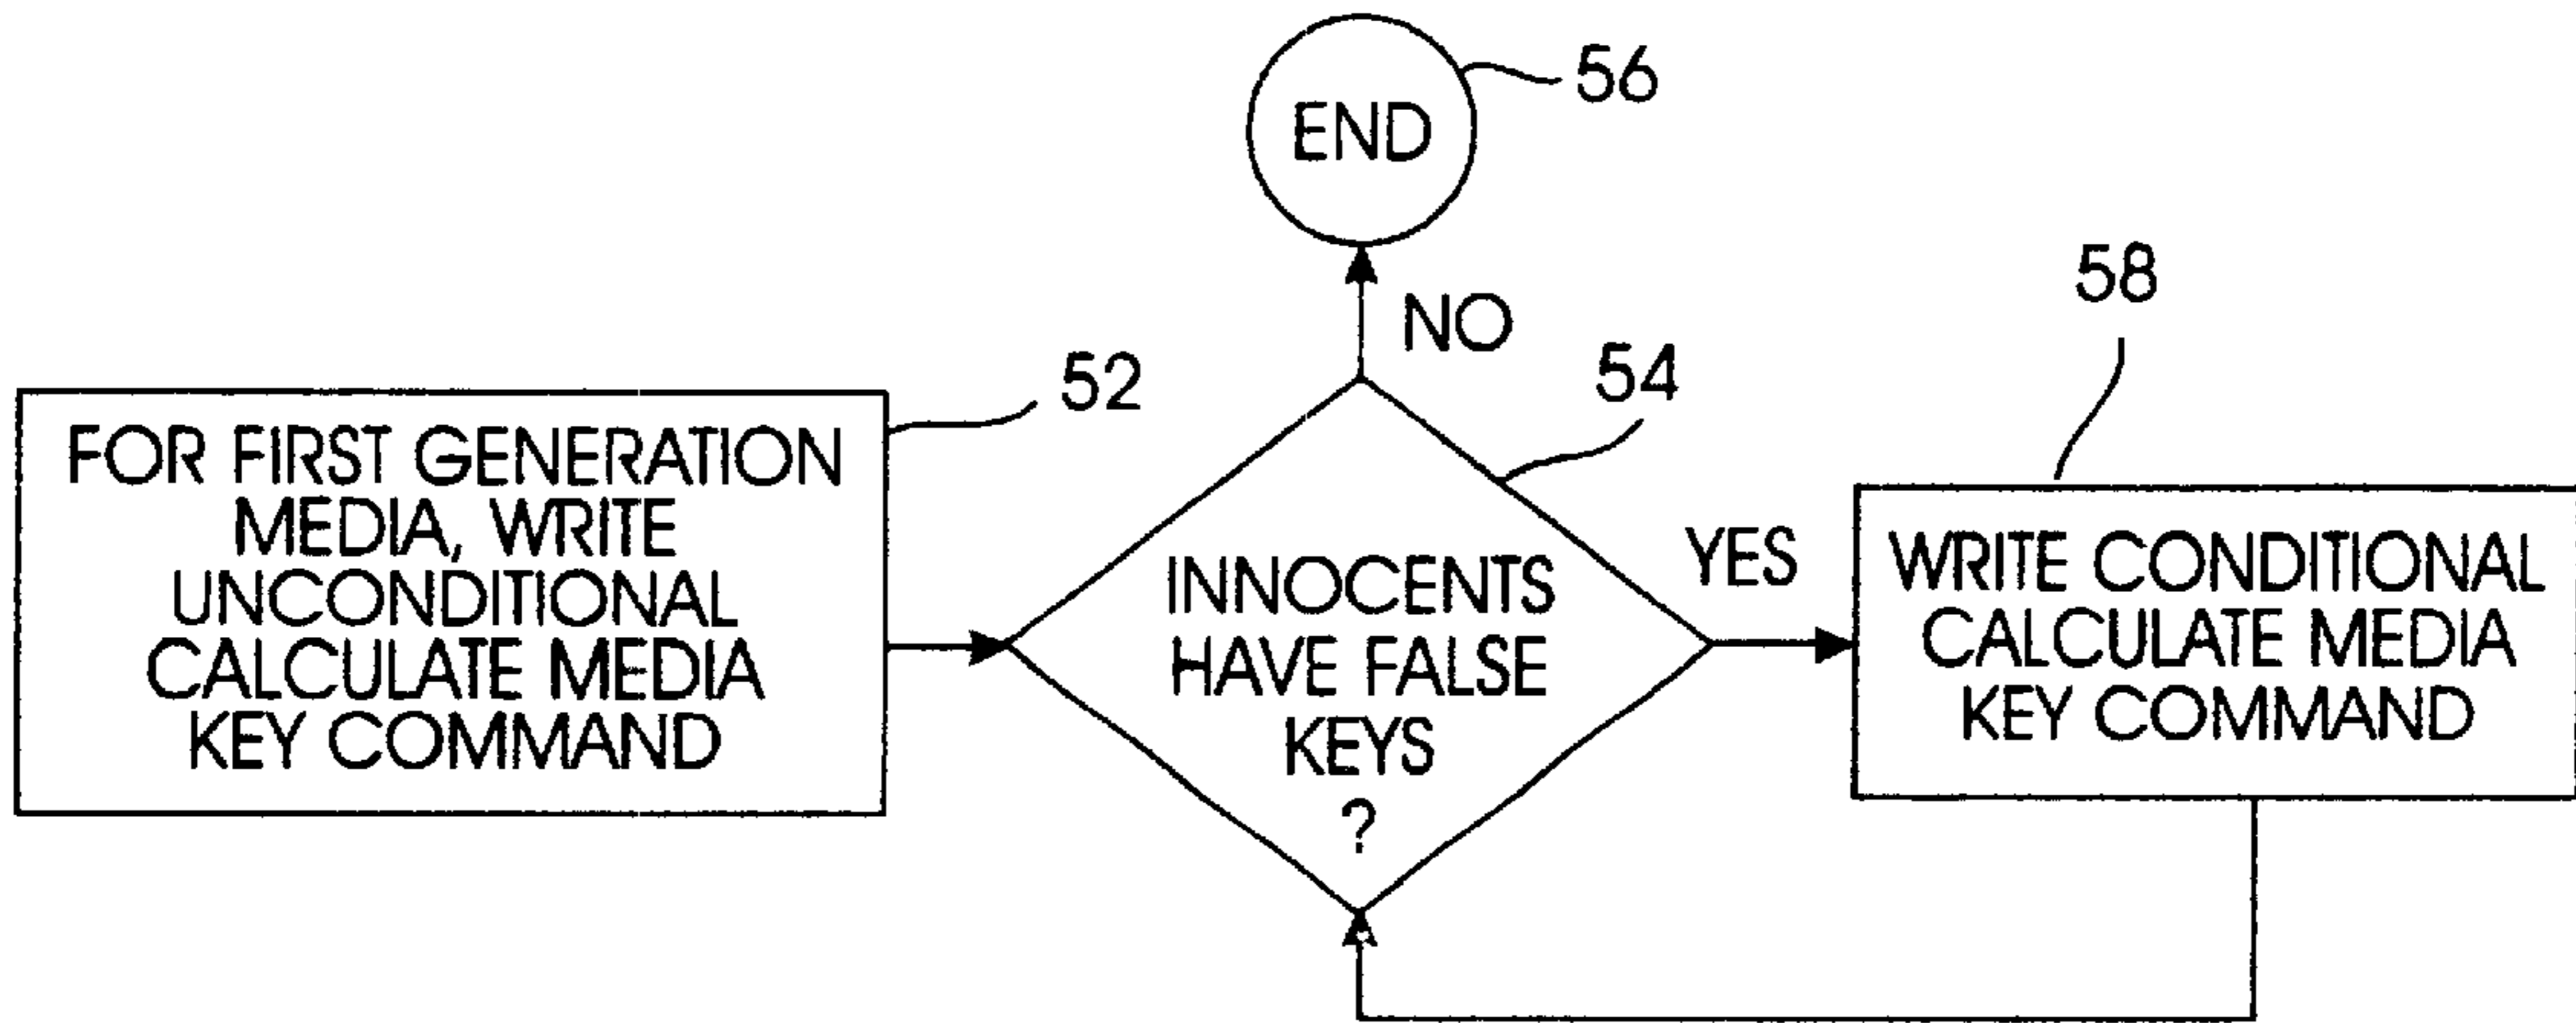 56
END
NO
58
52
54
FOR FIRST GENERATION
MEDIA, WRITE
UNCONDITIONAL
CALCULATE MEDIA
KEY COMMAND
INNOCENTS
HAVE FALSE
KEYS
?
YES
WRITE CONDITIONAL
CALCULATE MEDIA
KEY COMMAND